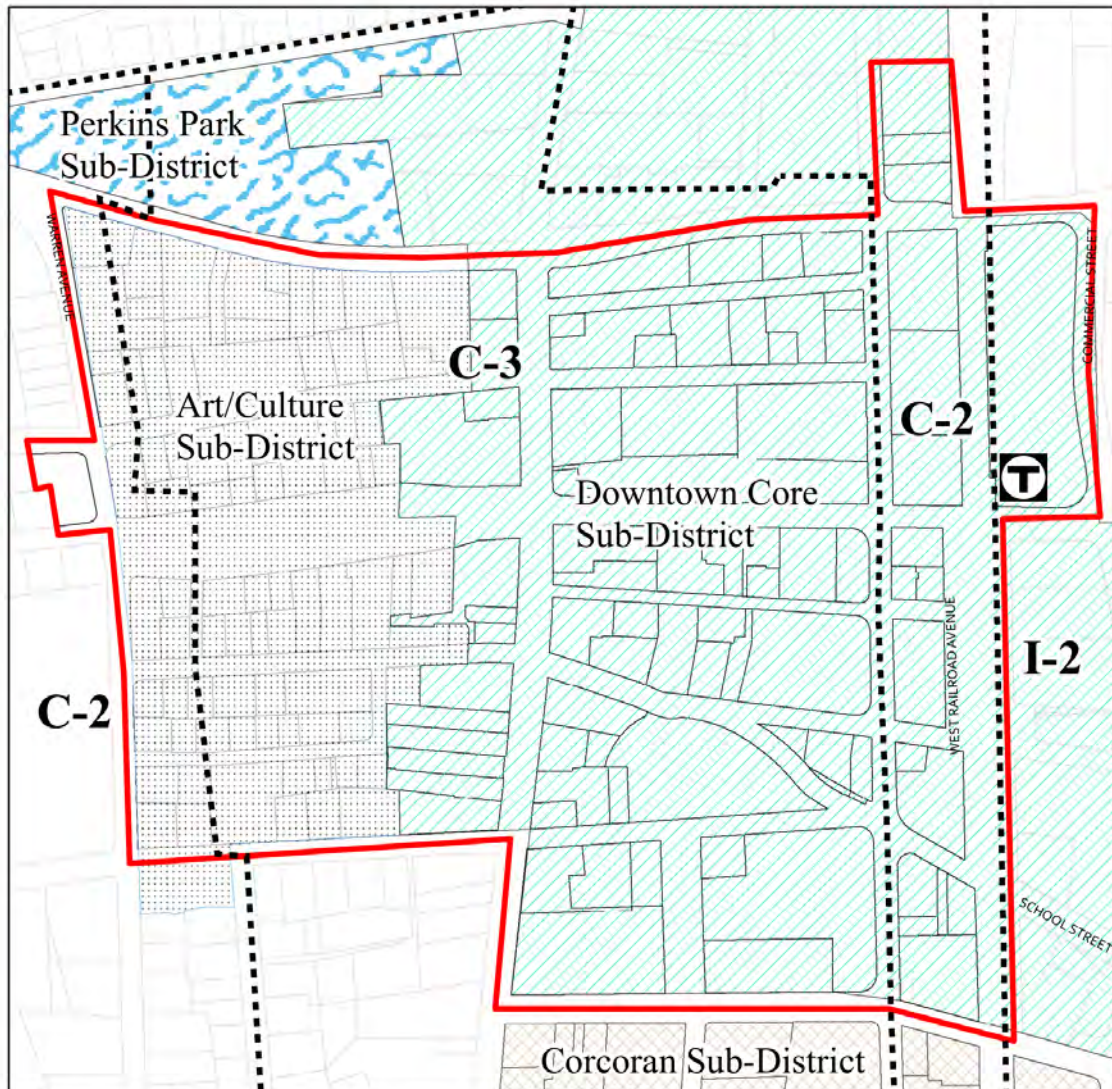 Perkins Park
Sub-District
WARREN AVENUE
COMMERCIAL STREET
C-3
Art/Culture
Sub-District
C-2
T
Downtown Core
Sub-District
WEST RAILROAD AVENUE
I-2
C-2
SCHOOL STREET
Corcoran Sub-District